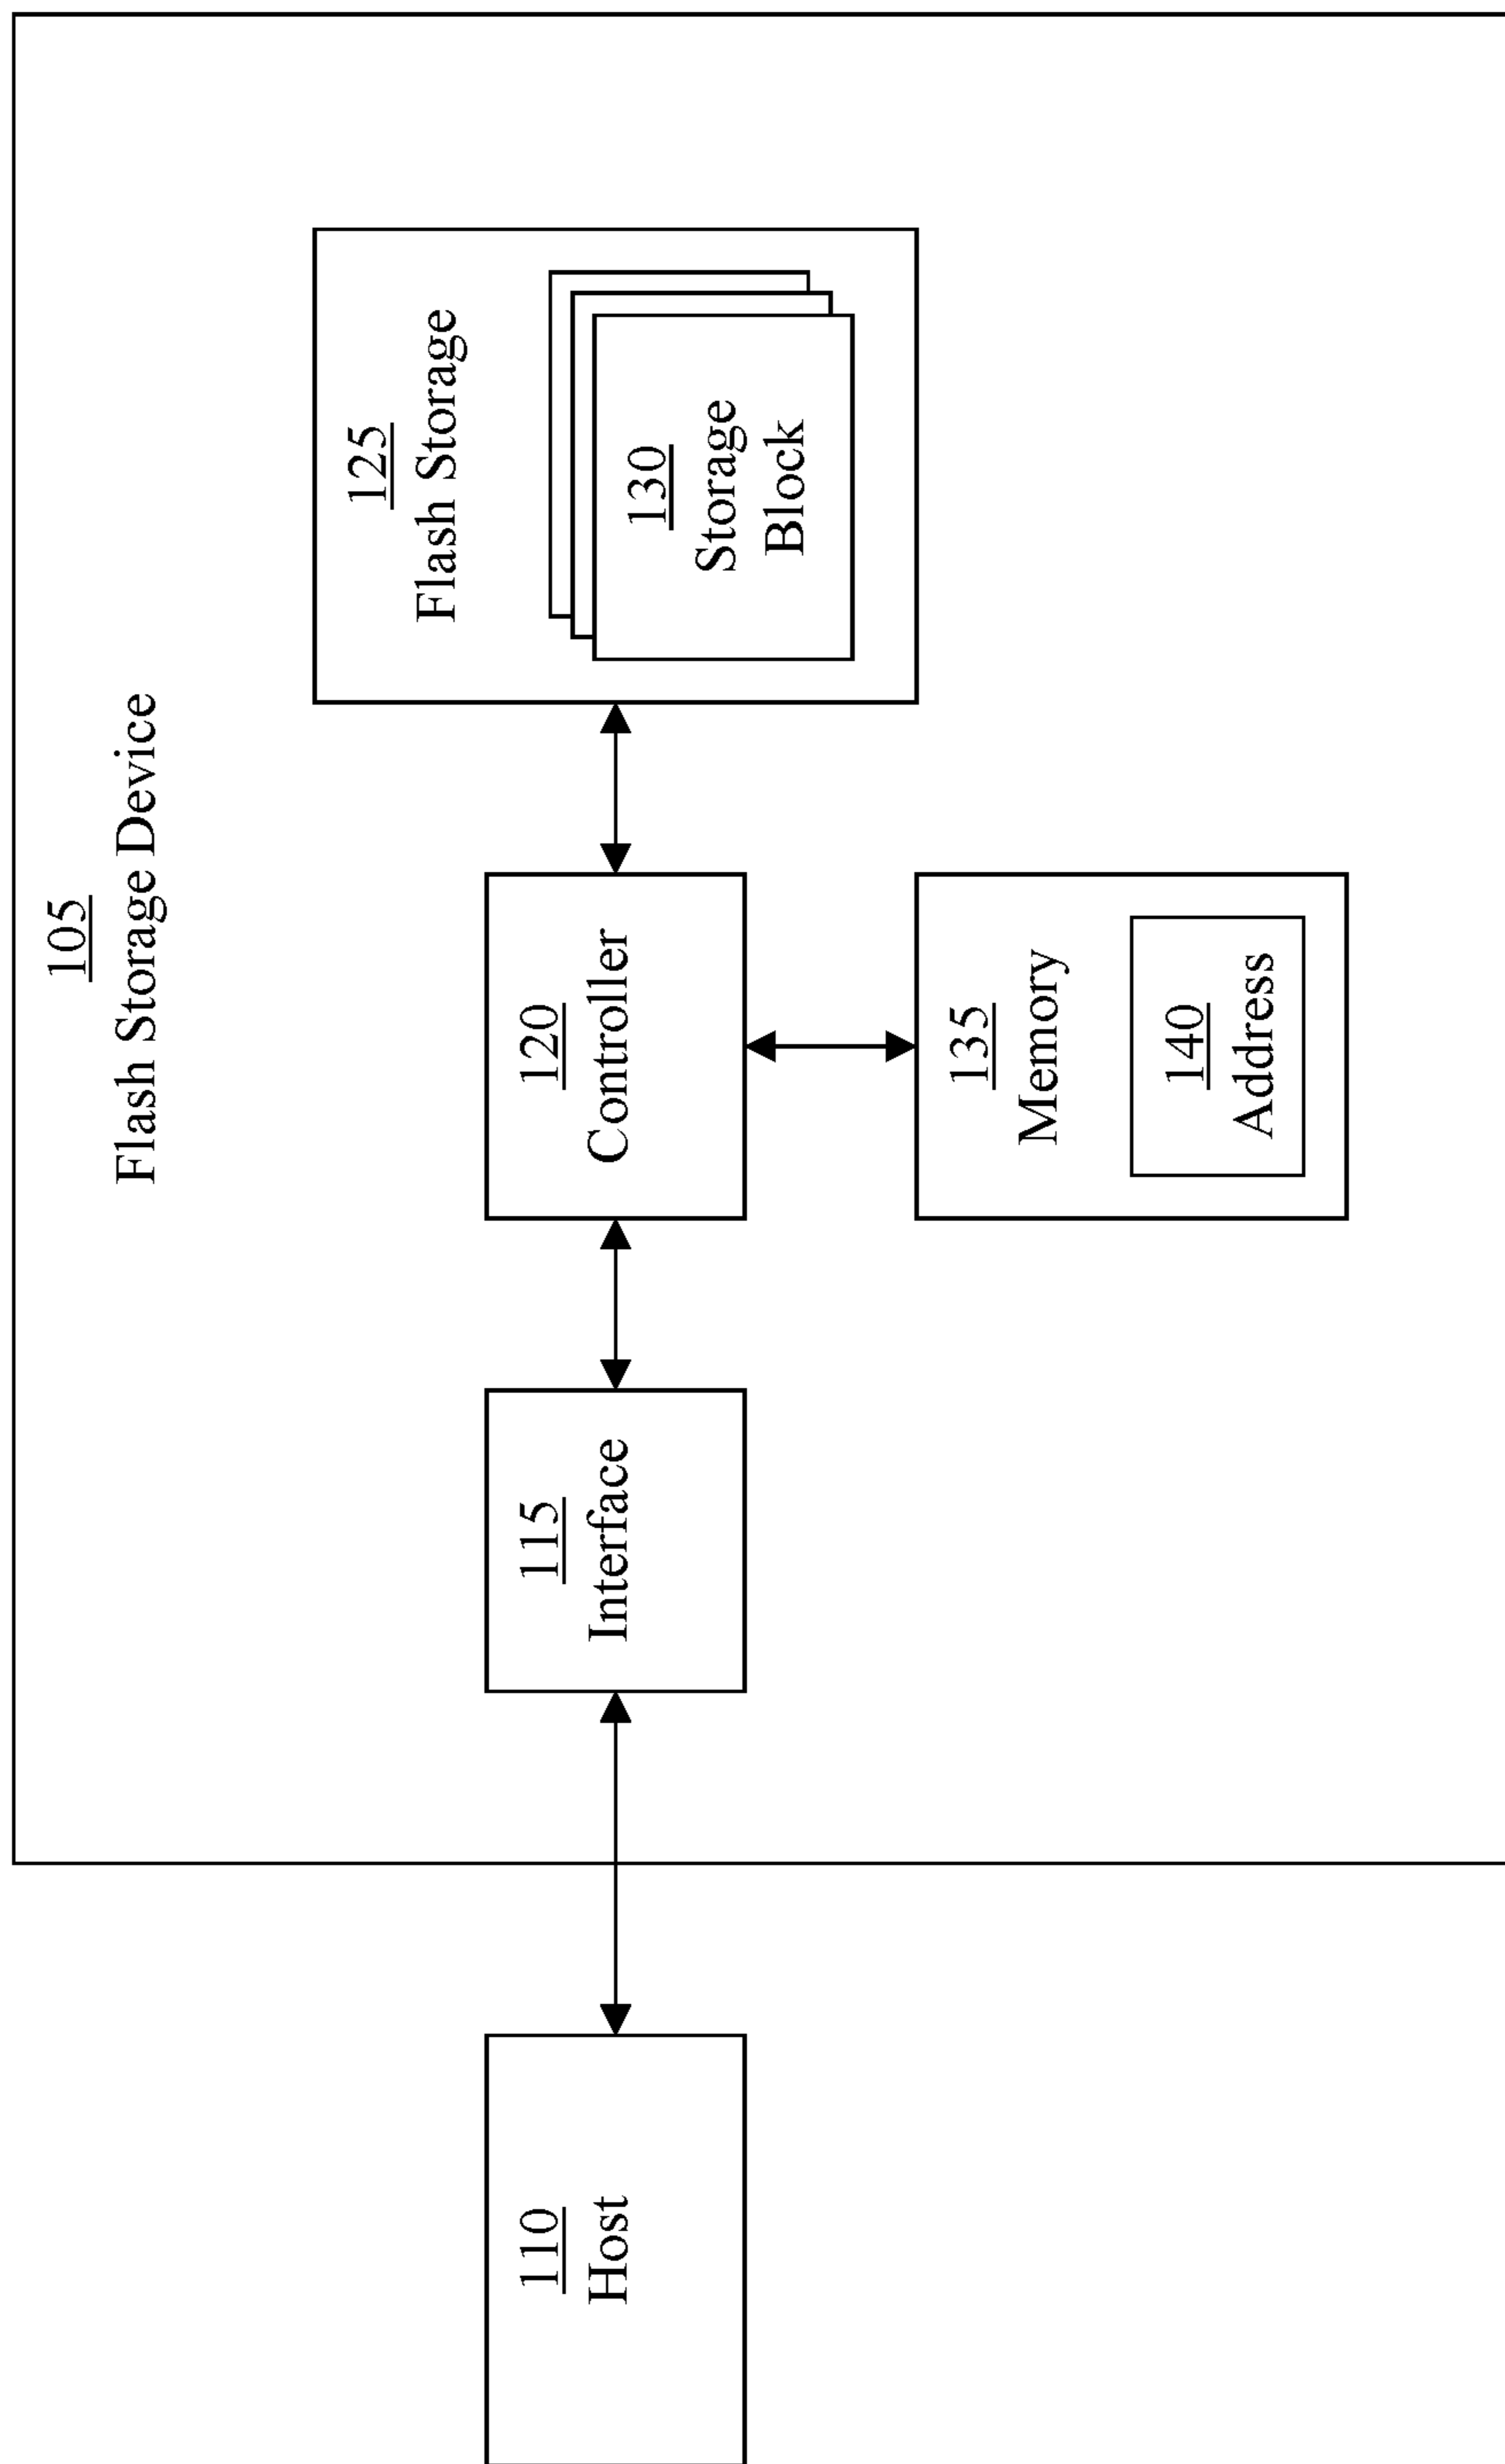 105
Flash Storage Device
110
Host
115
Interface
120
Controller
125
Flash Storage
130
Storage
Block
135
Memory
140
Address